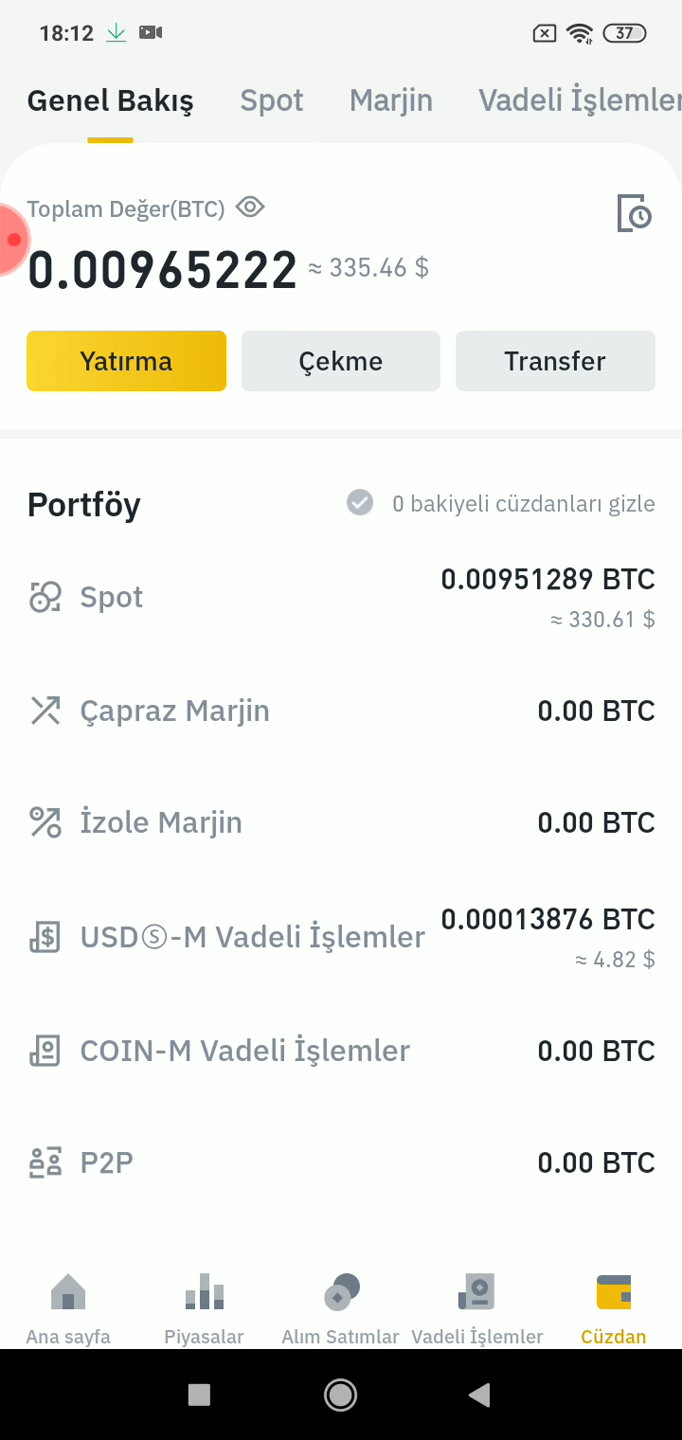 18:12
37
Genel Bakış Spot Marjin Vadeli İşlemler
Toplam Değer(BTC)
0.00965222 ≈ 335.46 $
Yatırma Çekme Transfer
Portföy 0 bakiyeli cüzdanları gizle
Spot 0.00951289 BTC
≈ 330.61 $
Çapraz Marjin 0.00 BTC
İzole Marjin 0.00 BTC
USDⓈ-M Vadeli İşlemler 0.00013876 BTC
≈ 4.82 $
COIN-M Vadeli İşlemler 0.00 BTC
P2P 0.00 BTC
Ana sayfa Piyasalar Alım Satımlar Vadeli İşlemler Cüzdan